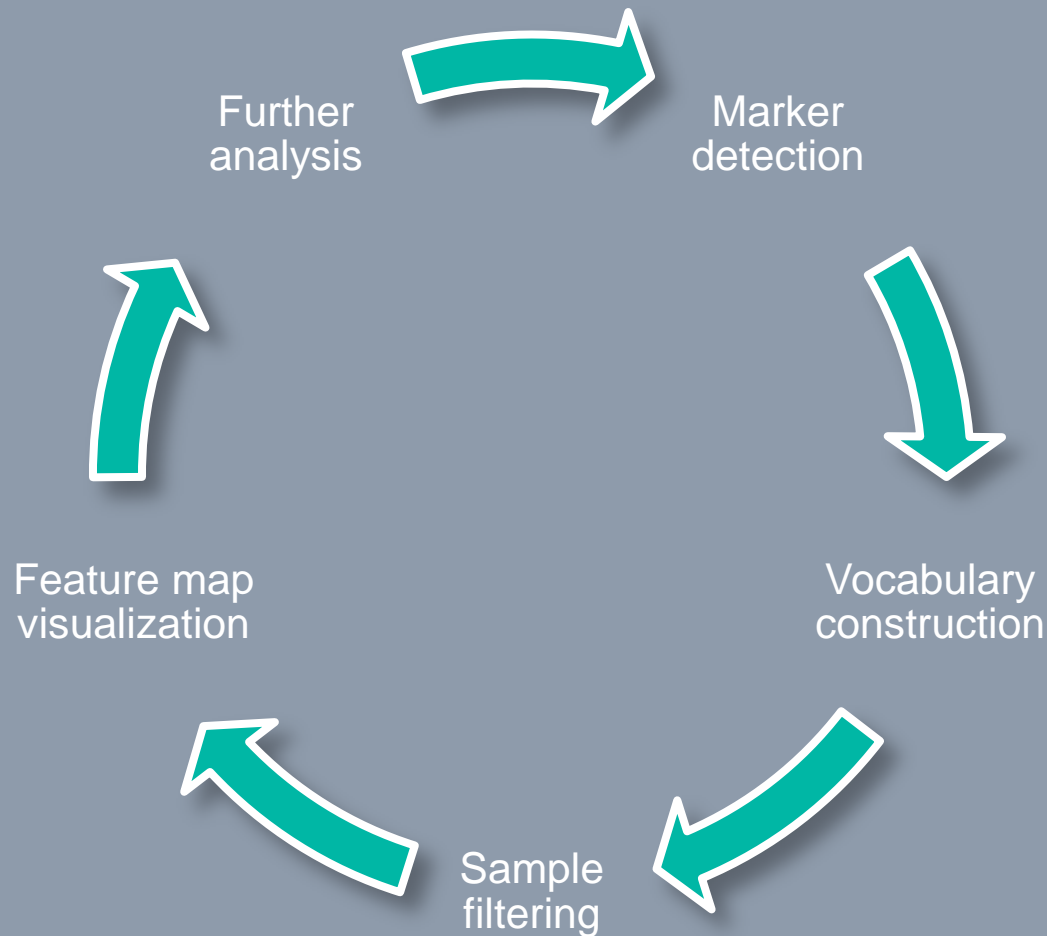 Further
analysis
Marker
detection
Feature map
visualization
Vocabulary
construction
Sample
filtering